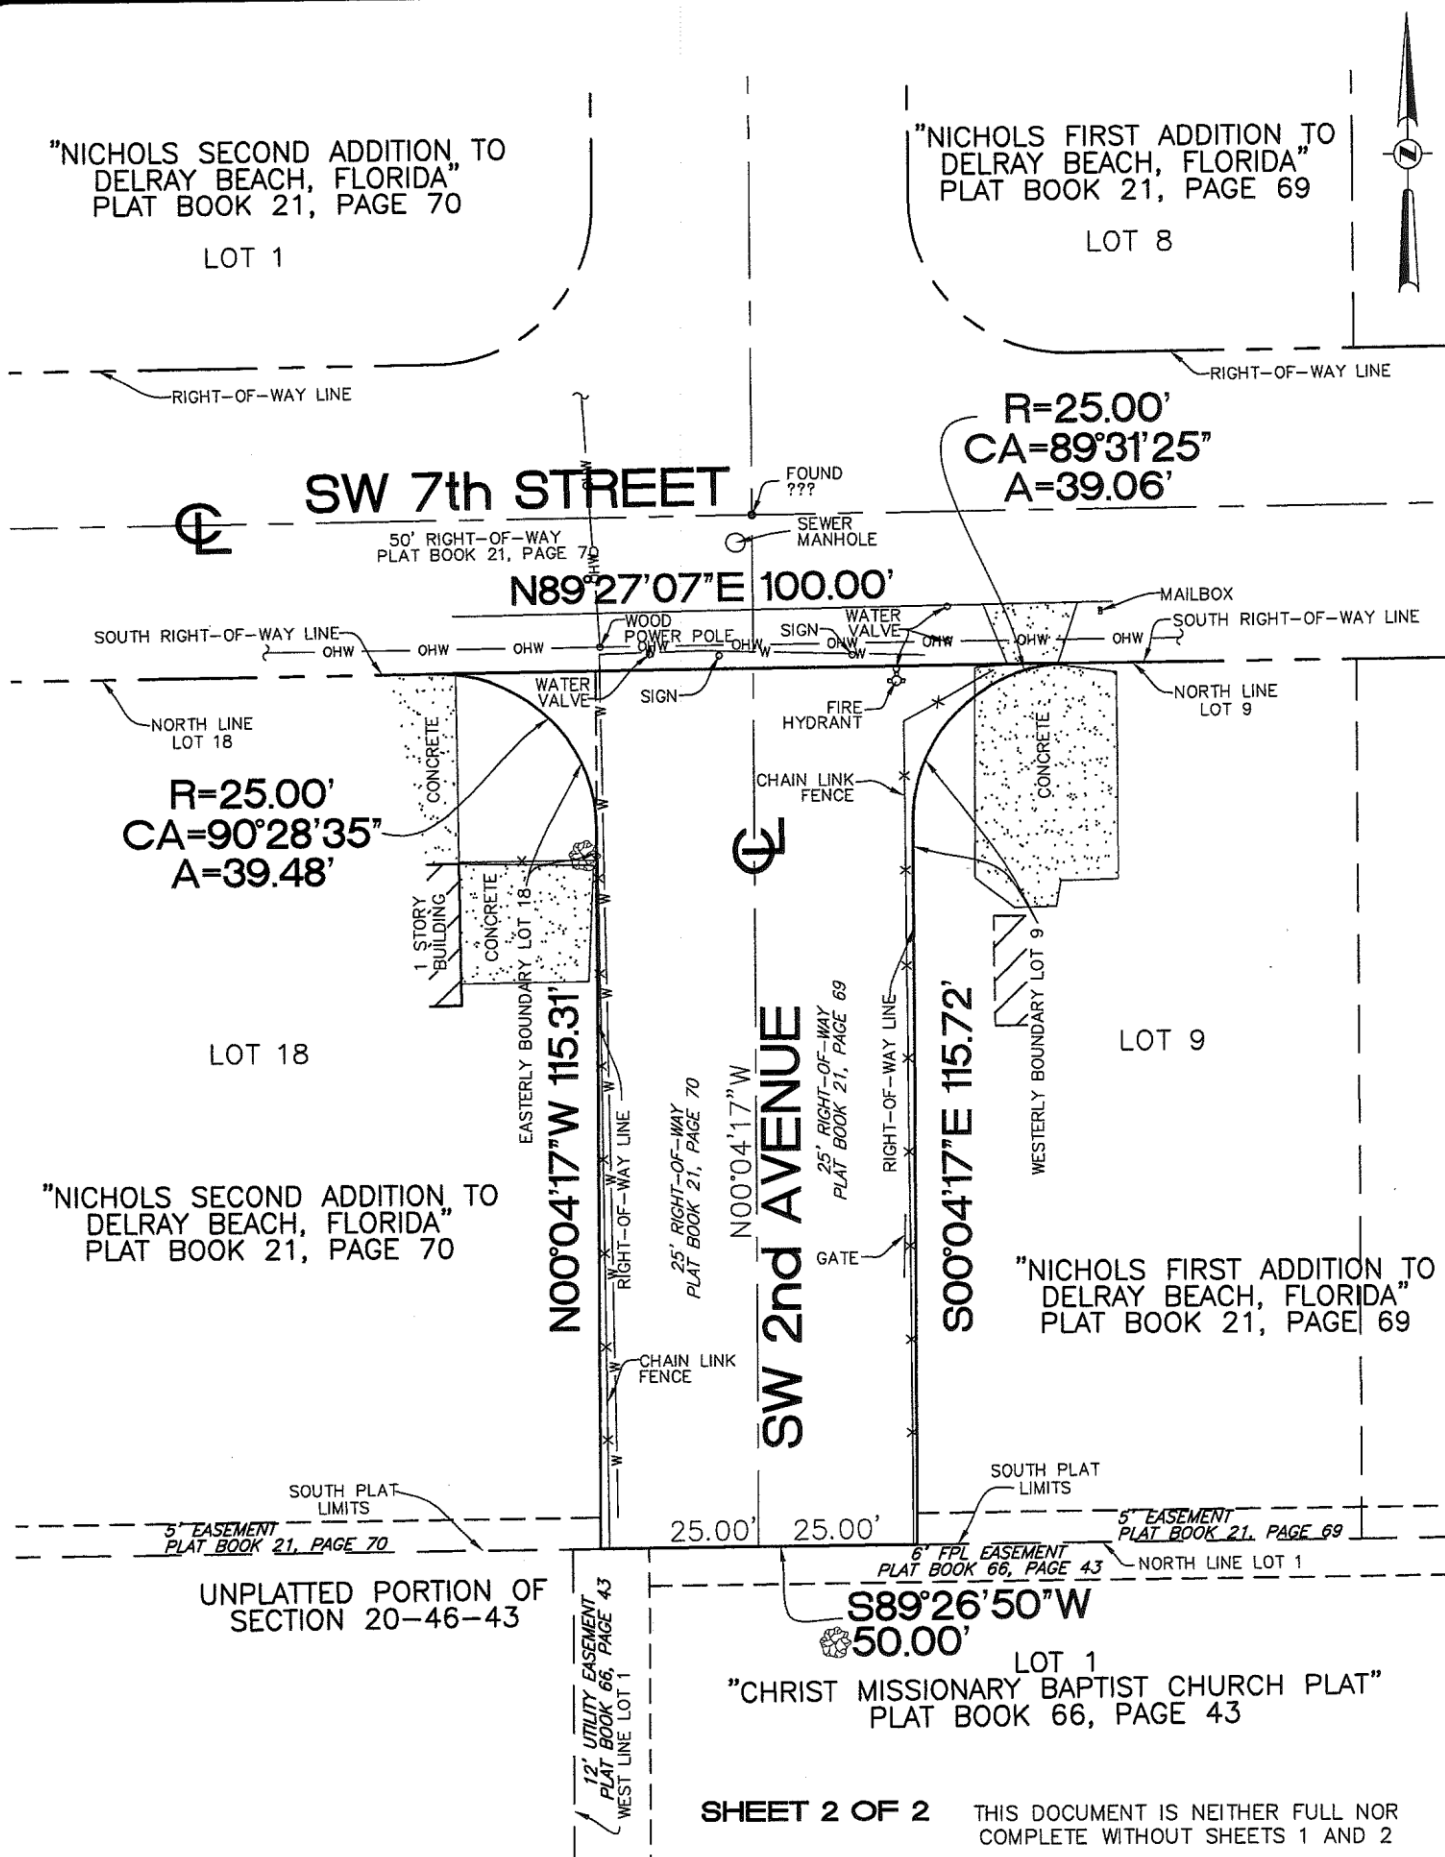 "NICHOLS SECOND ADDITION TO
DELRAY BEACH, FLORIDA"
PLAT BOOK 21, PAGE 70
LOT 1
"NICHOLS FIRST ADDITION TO
DELRAY BEACH, FLORIDA"
PLAT BOOK 21, PAGE 69
LOT 8
N
RIGHT-OF-WAY LINE
RIGHT-OF-WAY LINE
R=25.00'
CA=89°31'25"
A=39.06'
SW 7th STREET
FOUND
???
CL
50' RIGHT-OF-WAY
PLAT BOOK 21, PAGE 70
SEWER
MANHOLE
OHW
OHW
N89°27'07"E 100.00'
MAILBOX
SOUTH RIGHT-OF-WAY LINE
WOOD
POWER POLE
SIGN
WATER
VALVE
SOUTH RIGHT-OF-WAY LINE
OHW OHW OHW OHW OHW OHW OHW OHW OHW
W W
WATER
VALVE
SIGN
FIRE
HYDRANT
NORTH LINE
LOT 18
NORTH LINE
LOT 9
CONCRETE
CONCRETE
CHAIN LINK
FENCE
R=25.00'
CA=90°28'35"
A=39.48'
CL
1 STORY
BUILDING
CONCRETE
EASTERLY BOUNDARY LOT 18
WESTERLY BOUNDARY LOT 9
LOT 18
LOT 9
N00°04'17"W 115.31'
RIGHT-OF-WAY LINE
25' RIGHT-OF-WAY
PLAT BOOK 21, PAGE 70
N00°04'17"W
SW 2nd AVENUE
25' RIGHT-OF-WAY
PLAT BOOK 21, PAGE 69
RIGHT-OF-WAY LINE
S00°04'17"E 115.72'
"NICHOLS SECOND ADDITION TO
DELRAY BEACH, FLORIDA"
PLAT BOOK 21, PAGE 70
GATE
"NICHOLS FIRST ADDITION TO
DELRAY BEACH, FLORIDA"
PLAT BOOK 21, PAGE 69
CHAIN LINK
FENCE
W W W W W W W W W
SOUTH PLAT
LIMITS
SOUTH PLAT
LIMITS
5' EASEMENT
PLAT BOOK 21, PAGE 70
25.00' 25.00'
5' EASEMENT
PLAT BOOK 21, PAGE 69
6' FPL EASEMENT
PLAT BOOK 66, PAGE 43
NORTH LINE LOT 1
UNPLATTED PORTION OF
SECTION 20-46-43
12' UTILITY EASEMENT
PLAT BOOK 66, PAGE 43
WEST LINE LOT 1
S89°26'50"W
50.00'
LOT 1
"CHRIST MISSIONARY BAPTIST CHURCH PLAT"
PLAT BOOK 66, PAGE 43
SHEET 2 OF 2
THIS DOCUMENT IS NEITHER FULL NOR
COMPLETE WITHOUT SHEETS 1 AND 2